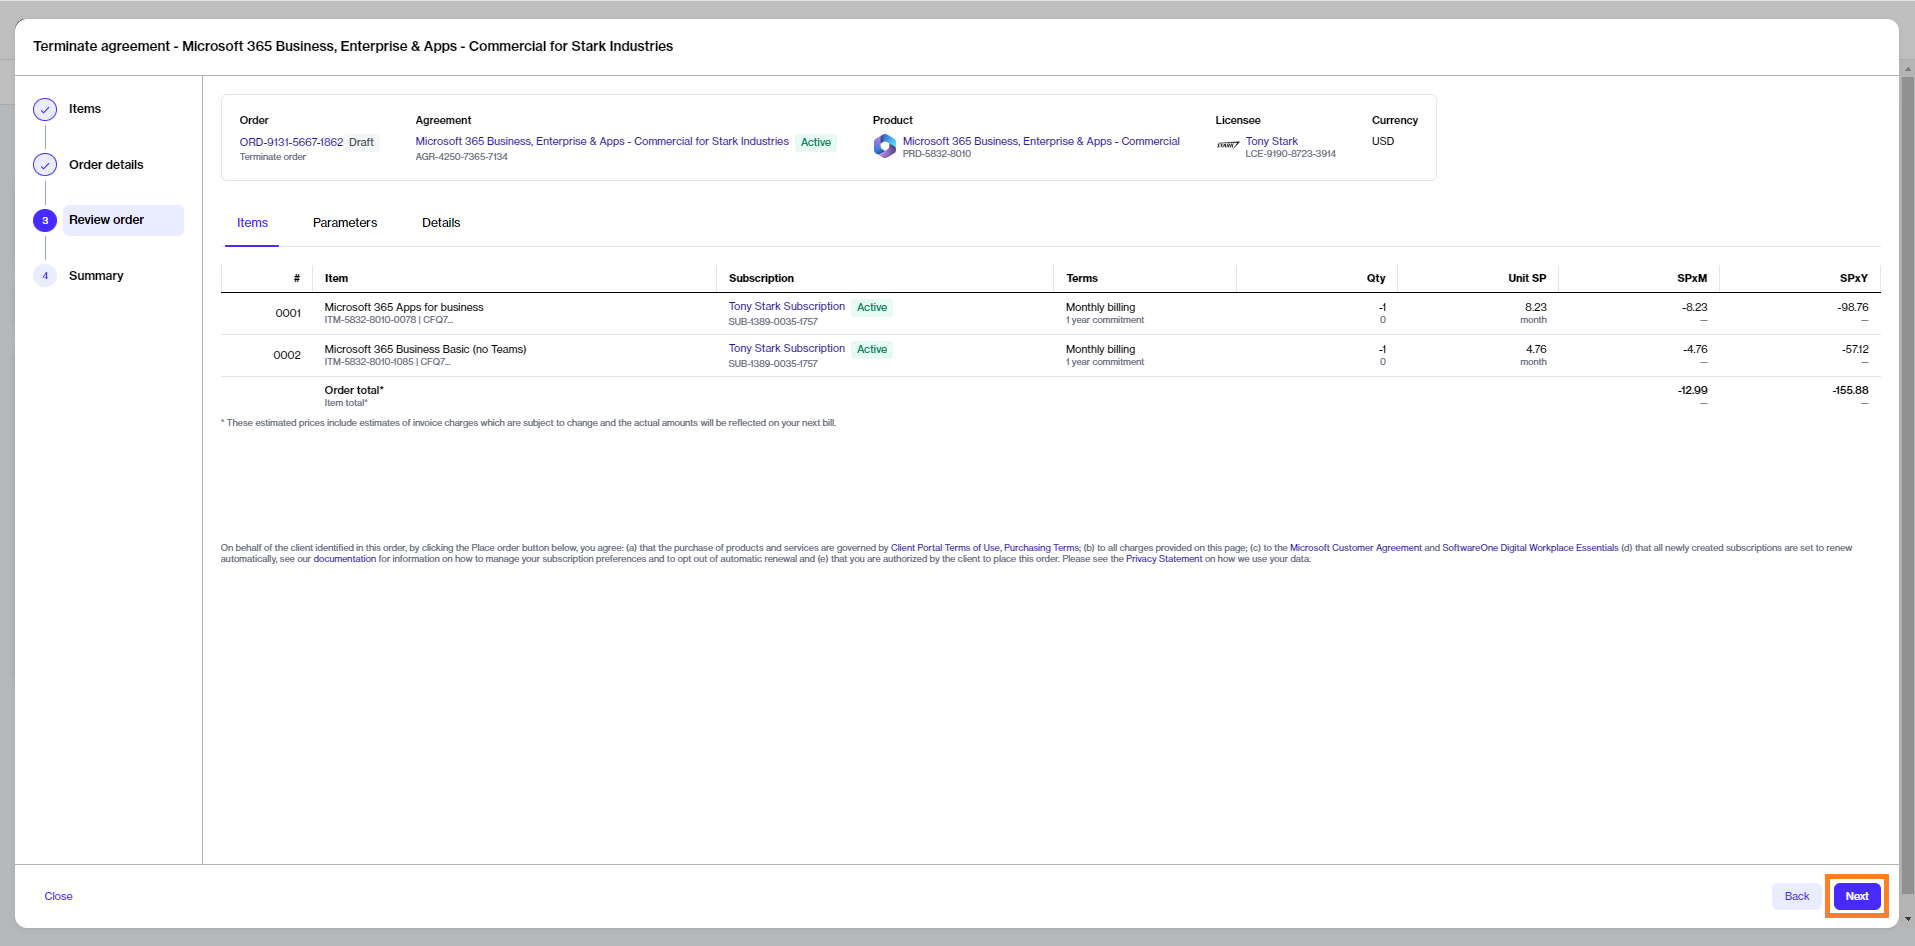 Terminate agreement - Microsoft 365 Business, Enterprise & Apps - Commercial for Stark Industries
Items
Order details
3 Review order
4 Summary
Order Agreement Product Licensee Currency
ORD-9131-5667-1862 Draft Microsoft 365 Business, Enterprise & Apps - Commercial for Stark Industries Active Microsoft 365 Business, Enterprise & Apps - Commercial STARK Tony Stark USD
Terminate order AGR-4250-7365-7134 PRD-5832-8010 LCE-9190-8723-3914
Items Parameters Details
# Item Subscription Terms Qty Unit SP SPxM SPxY
0001 Microsoft 365 Apps for business Tony Stark Subscription Active Monthly billing -1 8.23 -8.23 -98.76
ITM-5832-8010-0078 | CFQ7... SUB-1389-0035-1757 1 year commitment 0 month — —
0002 Microsoft 365 Business Basic (no Teams) Tony Stark Subscription Active Monthly billing -1 4.76 -4.76 -57.12
ITM-5832-8010-1085 | CFQ7... SUB-1389-0035-1757 1 year commitment 0 month — —
Order total* -12.99 -155.88
Item total* — —
* These estimated prices include estimates of invoice charges which are subject to change and the actual amounts will be reflected on your next bill.
On behalf of the client identified in this order, by clicking the Place order button below, you agree: (a) that the purchase of products and services are governed by Client Portal Terms of Use, Purchasing Terms; (b) to all charges provided on this page; (c) to the Microsoft Customer Agreement and SoftwareOne Digital Workplace Essentials (d) that all newly created subscriptions are set to renew
automatically, see our documentation for information on how to manage your subscription preferences and to opt out of automatic renewal and (e) that you are authorized by the client to place this order. Please see the Privacy Statement on how we use your data.
Close Back Next